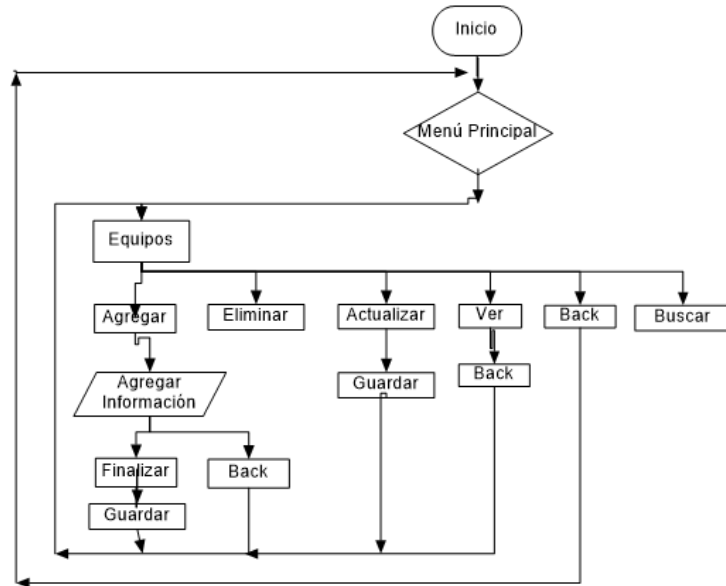 Inicio
Menú Principal
Equipos
Agregar
Eliminar
Actualizar
Ver
Back
Buscar
Agregar
Información
Guardar
Back
Finalizar
Back
Guardar